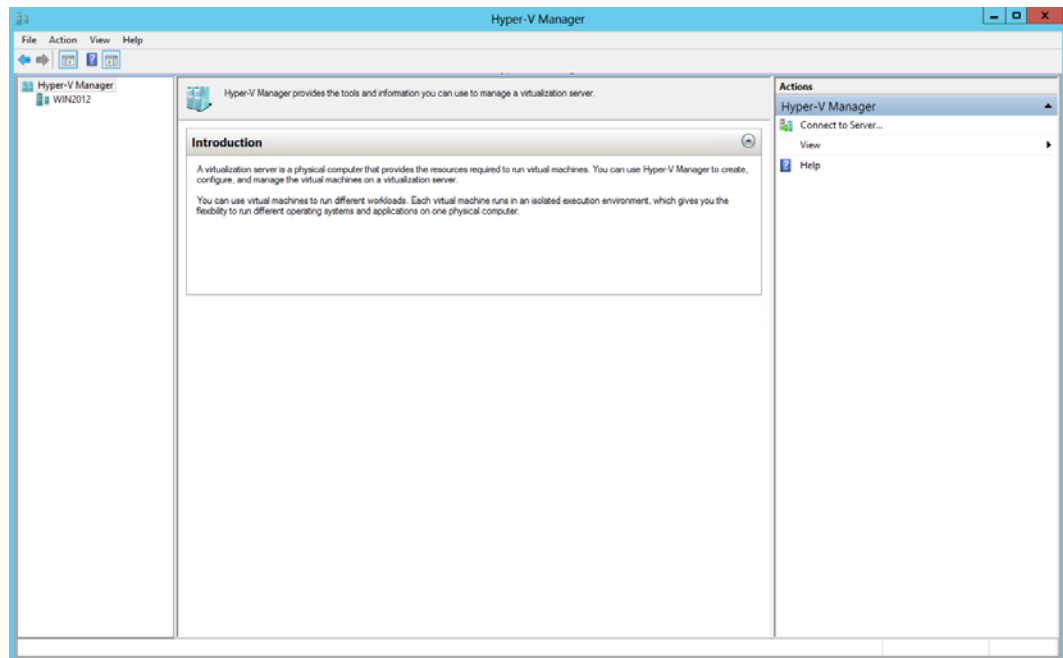 Hyper-V Manager
File Action View Help
Hyper-V Manager
WIN2012
Hyper-V Manager provides the tools and information you can use to manage a virtualization server.
Introduction
A virtualization server is a physical computer that provides the resources required to run virtual machines. You can use Hyper-V Manager to create,
configure, and manage the virtual machines on a virtualization server.
You can use virtual machines to run different workloads. Each virtual machine runs in an isolated execution environment, which gives you the
flexibility to run different operating systems and applications on one physical computer.
Actions
Hyper-V Manager
Connect to Server...
View
Help